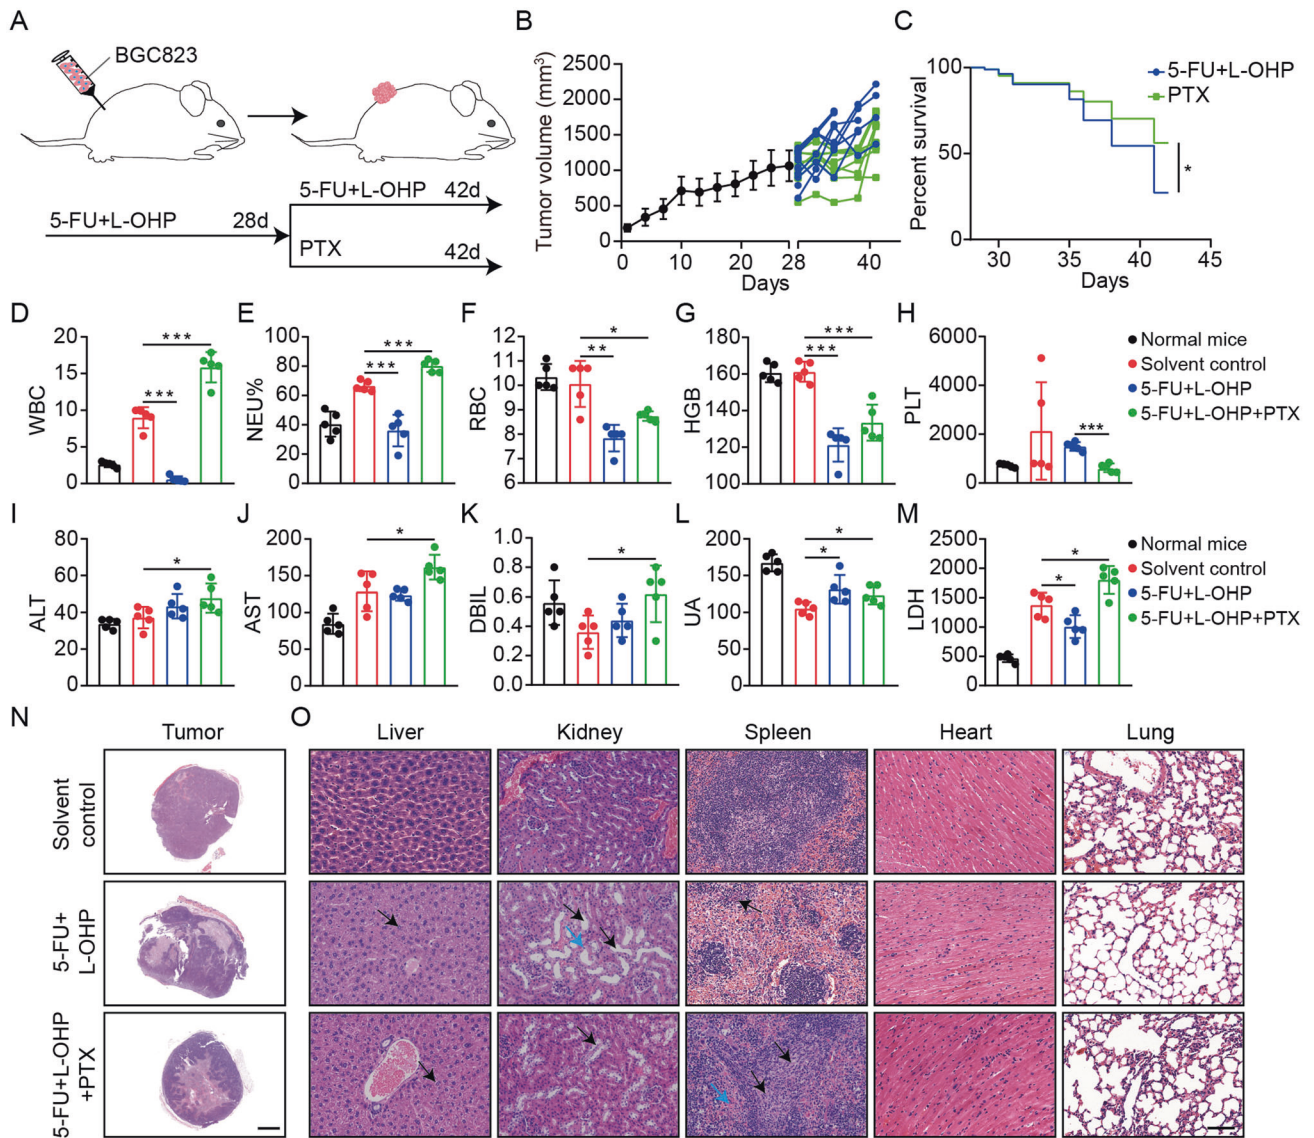 A
BGC823
5-FU+L-OHP 42d
5-FU+L-OHP 28d
PTX 42d
B
Tumor volume (mm³)
2500
2000
1500
1000
500
0
0 10 20 28 40
Days
C
Percent survival
100
50
0
30 35 40 45
Days
5-FU+L-OHP
PTX
*
D
WBC
20
15
10
5
0
***
***
E
NEU%
100
80
60
40
20
0
***
***
F
RBC
12
11
10
9
8
7
6
*
**
G
HGB
180
160
140
120
100
***
***
H
PLT
6000
4000
2000
0
***
Normal mice
Solvent control
5-FU+L-OHP
5-FU+L-OHP+PTX
I
ALT
80
60
40
20
0
*
J
AST
200
150
100
50
0
*
K
DBIL
1.0
0.8
0.6
0.4
0.2
0.0
*
L
UA
200
150
100
50
0
*
*
M
LDH
2500
2000
1500
1000
500
0
*
*
Normal mice
Solvent control
5-FU+L-OHP
5-FU+L-OHP+PTX
N
Tumor
O
Liver Kidney Spleen Heart Lung
Solvent
control
5-FU+
L-OHP
5-FU+L-OHP
+PTX